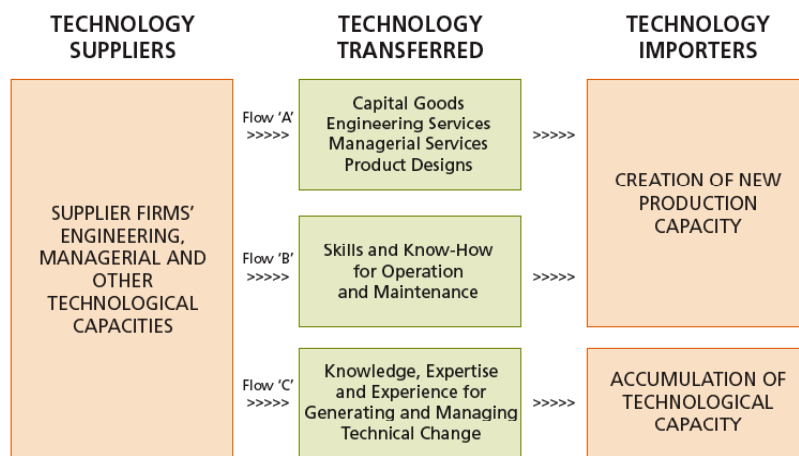 TECHNOLOGY
SUPPLIERS
TECHNOLOGY
TRANSFERRED
TECHNOLOGY
IMPORTERS
SUPPLIER FIRMS'
ENGINEERING,
MANAGERIAL AND
OTHER
TECHNOLOGICAL
CAPACITIES
Flow 'A'
>>>>>
Capital Goods
Engineering Services
Managerial Services
Product Designs
>>>>>
CREATION OF NEW
PRODUCTION
CAPACITY
Flow 'B'
>>>>>
Skills and Know-How
for Operation
and Maintenance
>>>>>
Flow 'C'
>>>>>
Knowledge, Expertise
and Experience for
Generating and Managing
Technical Change
>>>>>
ACCUMULATION OF
TECHNOLOGICAL
CAPACITY